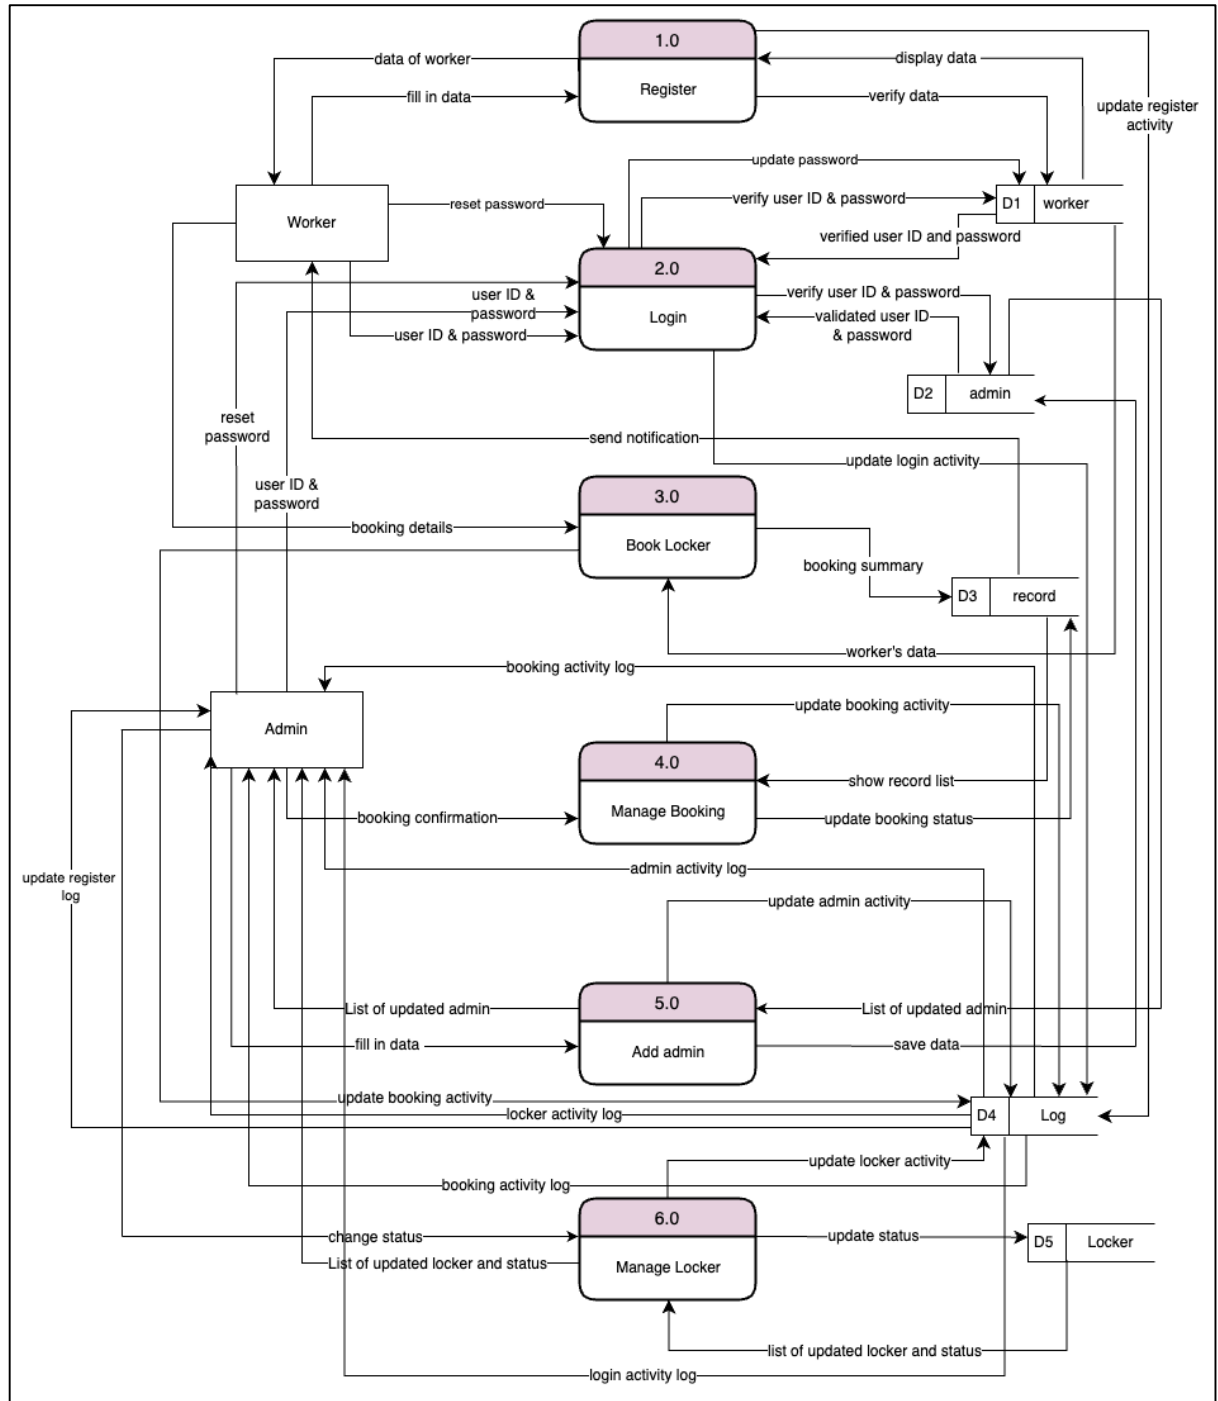 1.0
data of worker
display data
Register
fill in data
verify data
update register
activity
update password
Worker
reset password
verify user ID & password
D1
worker
verified user ID and password
2.0
user ID &
password
verify user ID & password
Login
validated user ID
& password
user ID & password
D2
admin
reset
password
send notification
update login activity
user ID &
password
3.0
booking details
Book Locker
booking summary
D3
record
worker's data
booking activity log
update booking activity
Admin
4.0
show record list
Manage Booking
booking confirmation
update booking status
admin activity log
update register
log
update admin activity
5.0
List of updated admin
List of updated admin
fill in data
Add admin
save data
update booking activity
locker activity log
D4
Log
update locker activity
booking activity log
6.0
change status
update status
D5
Locker
List of updated locker and status
Manage Locker
list of updated locker and status
login activity log